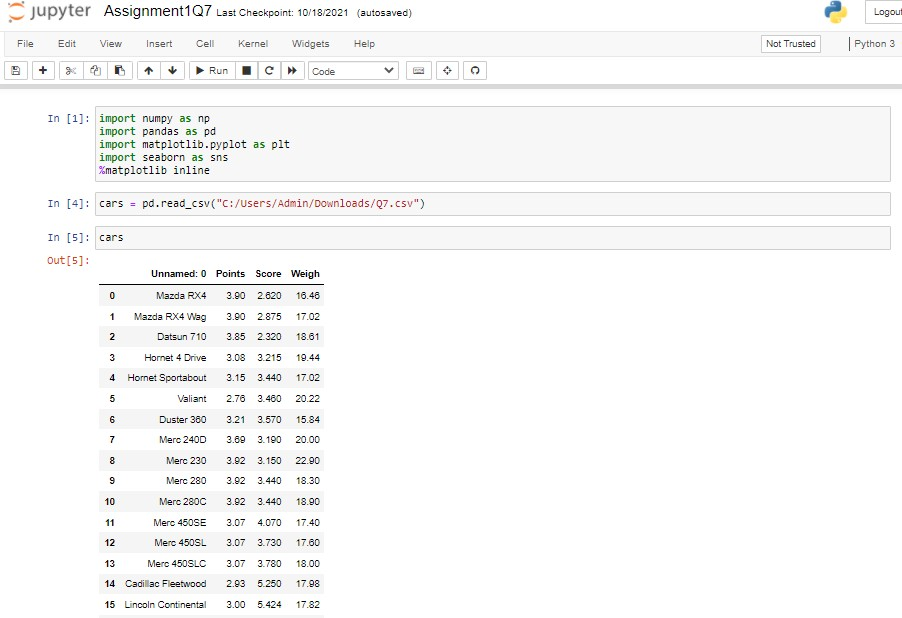 jupyter Assignment1Q7 Last Checkpoint: 10/18/2021 (autosaved)
Logout
File Edit View Insert Cell Kernel Widgets Help Not Trusted Python 3
Run Code
In [1]: import numpy as np
import pandas as pd
import matplotlib.pyplot as plt
import seaborn as sns
%matplotlib inline
In [4]: cars = pd.read_csv("C:/Users/Admin/Downloads/Q7.csv")
In [5]: cars
Out[5]:
Unnamed: 0 Points Score Weigh
0 Mazda RX4 3.90 2.620 16.46
1 Mazda RX4 Wag 3.90 2.875 17.02
2 Datsun 710 3.85 2.320 18.61
3 Hornet 4 Drive 3.08 3.215 19.44
4 Hornet Sportabout 3.15 3.440 17.02
5 Valiant 2.76 3.460 20.22
6 Duster 360 3.21 3.570 15.84
7 Merc 240D 3.69 3.190 20.00
8 Merc 230 3.92 3.150 22.90
9 Merc 280 3.92 3.440 18.30
10 Merc 280C 3.92 3.440 18.90
11 Merc 450SE 3.07 4.070 17.40
12 Merc 450SL 3.07 3.730 17.60
13 Merc 450SLC 3.07 3.780 18.00
14 Cadillac Fleetwood 2.93 5.250 17.98
15 Lincoln Continental 3.00 5.424 17.82